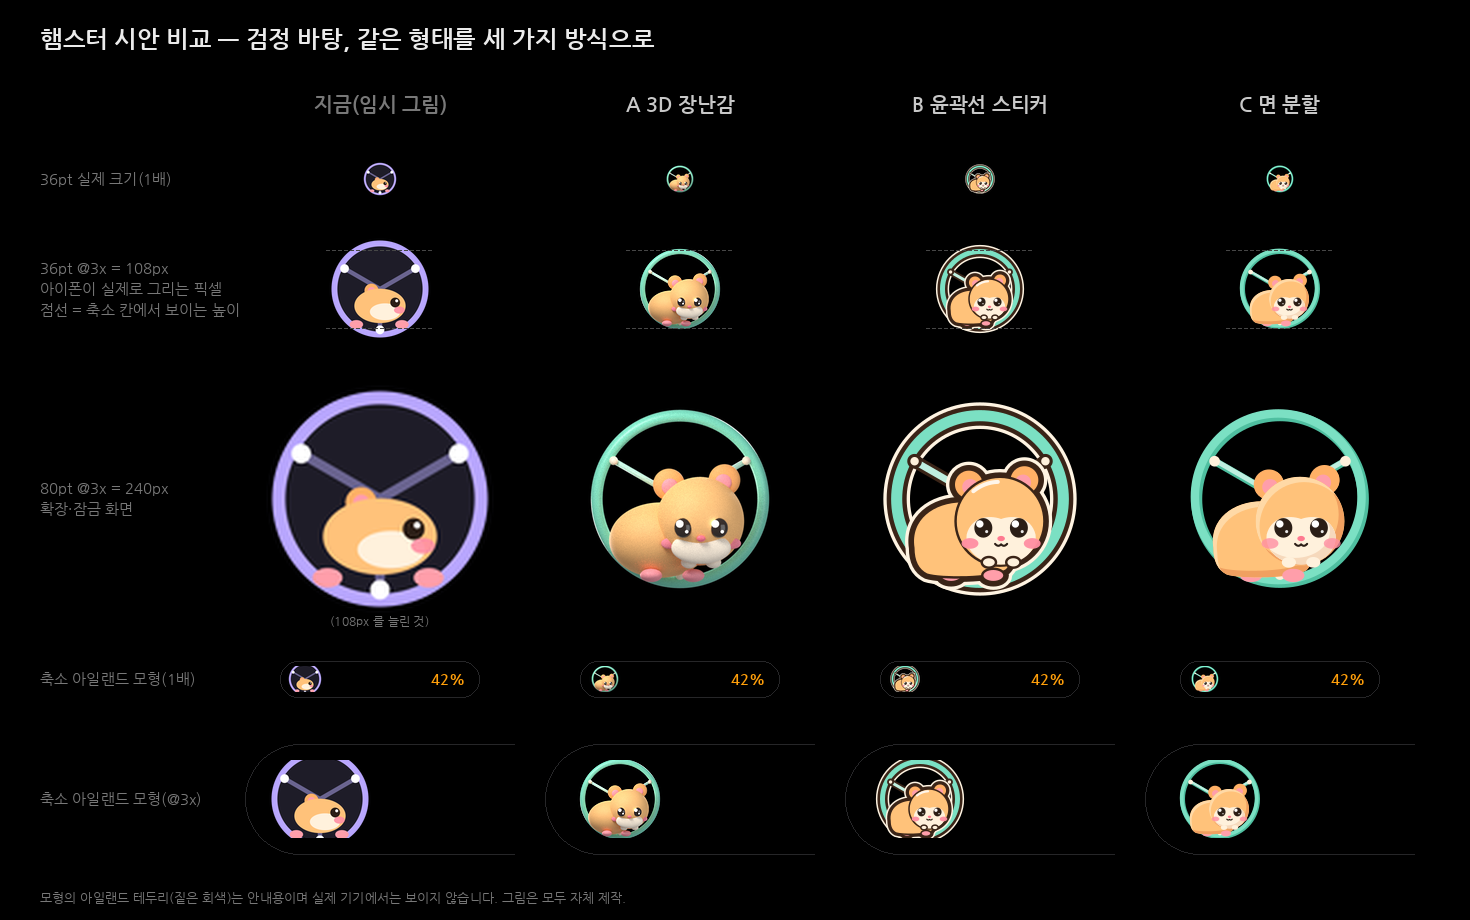 햄스터 시안 비교 — 검정 바탕, 같은 형태를 세 가지 방식으로
지금(임시 그림)
A 3D 장난감
B 윤곽선 스티커
C 면 분할
36pt 실제 크기(1배)
36pt @3x = 108px
아이폰이 실제로 그리는 픽셀
점선 = 축소 칸에서 보이는 높이
80pt @3x = 240px
확장·잠금 화면
(108px 를 늘린 것)
축소 아일랜드 모형(1배)
42%
42%
42%
42%
축소 아일랜드 모형(@3x)
모형의 아일랜드 테두리(짙은 회색)는 안내용이며 실제 기기에서는 보이지 않습니다. 그림은 모두 자체 제작.